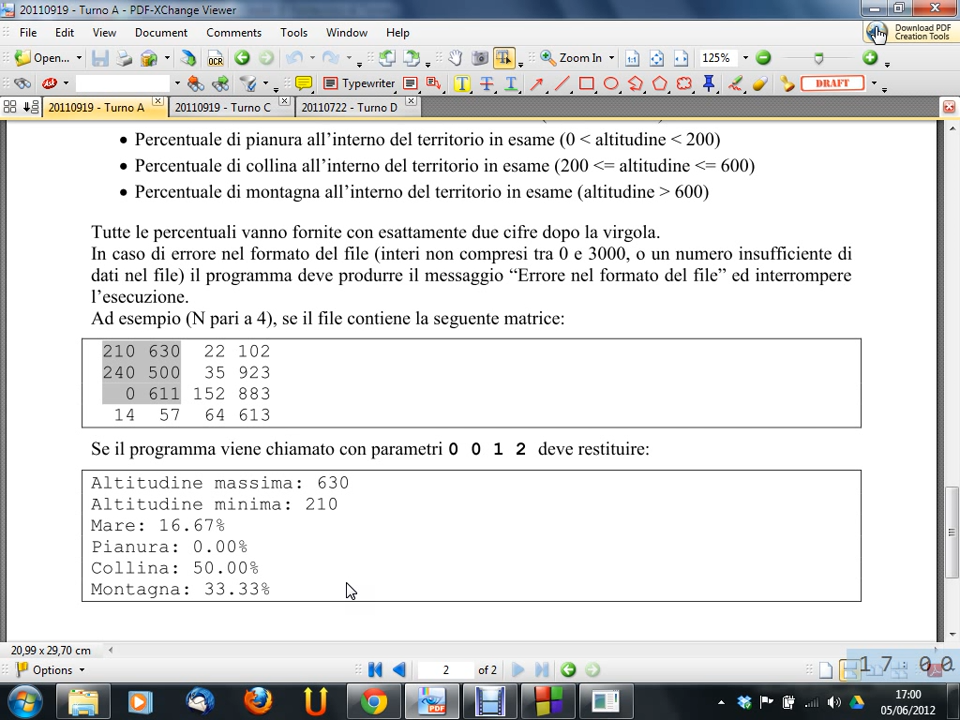 20110919 - Turno A - PDF-XChange Viewer
File Edit View Document Comments Tools Window Help
Download PDF
Creation Tools
Open... OCR Zoom In 125%
Typewriter DRAFT
20110919 - Turno A 20110919 - Turno C 20110722 - Turno D
• Percentuale di pianura all'interno del territorio in esame (0 < altitudine < 200)
• Percentuale di collina all'interno del territorio in esame (200 <= altitudine <= 600)
• Percentuale di montagna all'interno del territorio in esame (altitudine > 600)
Tutte le percentuali vanno fornite con esattamente due cifre dopo la virgola.
In caso di errore nel formato del file (interi non compresi tra 0 e 3000, o un numero insufficiente di
dati nel file) il programma deve produrre il messaggio “Errore nel formato del file” ed interrompere
l'esecuzione.
Ad esempio (N pari a 4), se il file contiene la seguente matrice:
210 630 22 102
240 500 35 923
0 611 152 883
14 57 64 613
Se il programma viene chiamato con parametri 0 0 1 2 deve restituire:
Altitudine massima: 630
Altitudine minima: 210
Mare: 16.67%
Pianura: 0.00%
Collina: 50.00%
Montagna: 33.33%
20,99 x 29,70 cm
Options 2 of 2
17:00
17:00
05/06/2012